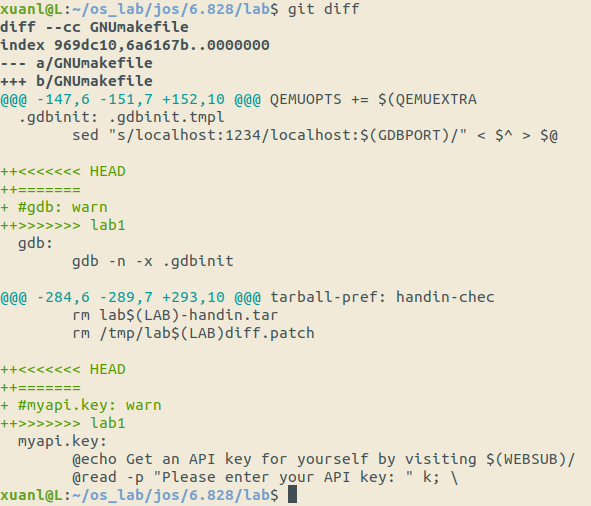 xuanl@L:~/os_lab/jos/6.828/lab$ git diff
diff --cc GNUmakefile
index 969dc10,6a6167b..0000000
--- a/GNUmakefile
+++ b/GNUmakefile
@@@ -147,6 -151,7 +152,10 @@@ QEMUOPTS += $(QEMUEXTRA
  .gdbinit: .gdbinit.tmpl
        sed "s/localhost:1234/localhost:$(GDBPORT)/" < $^ > $@
++<<<<<<< HEAD
++=======
+ #gdb: warn
++>>>>>>> lab1
  gdb:
        gdb -n -x .gdbinit
@@@ -284,6 -289,7 +293,10 @@@ tarball-pref: handin-chec
        rm lab$(LAB)-handin.tar
        rm /tmp/lab$(LAB)diff.patch
++<<<<<<< HEAD
++=======
+ #myapi.key: warn
++>>>>>>> lab1
  myapi.key:
        @echo Get an API key for yourself by visiting $(WEBSUB)/
        @read -p "Please enter your API key: " k; \
xuanl@L:~/os_lab/jos/6.828/lab$